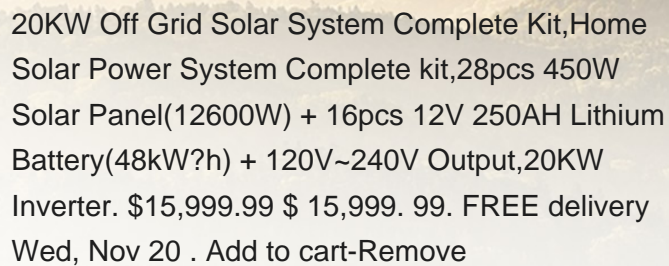 20KW Off Grid Solar System Complete Kit,Home
Solar Power System Complete kit,28pcs 450W
Solar Panel(12600W) + 16pcs 12V 250AH Lithium
Battery(48kW?h) + 120V~240V Output,20KW
Inverter. $15,999.99 $ 15,999. 99. FREE delivery
Wed, Nov 20 . Add to cart-Remove